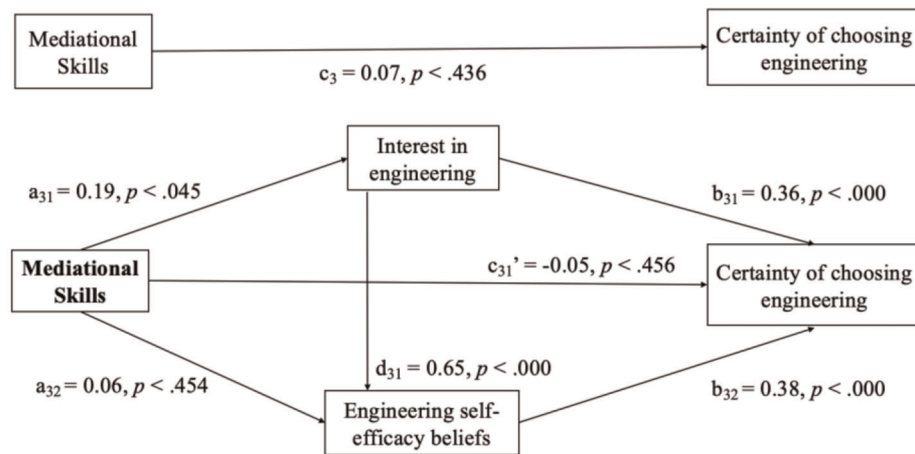 Mediational
Skills
Certainty of choosing
engineering
c3 = 0.07, p < .436
Interest in
engineering
a31 = 0.19, p < .045
b31 = 0.36, p < .000
Mediational
Skills
c31’ = -0.05, p < .456
Certainty of choosing
engineering
a32 = 0.06, p < .454
d31 = 0.65, p < .000
b32 = 0.38, p < .000
Engineering self-
efficacy beliefs